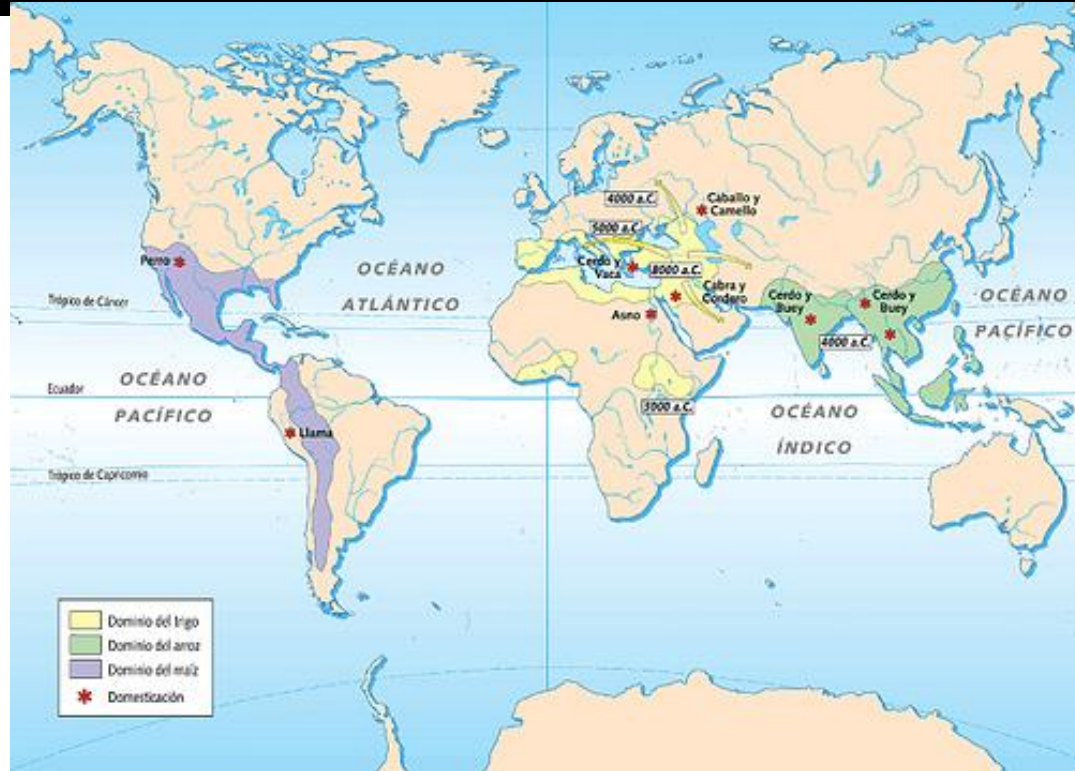 4000 a.C.
Caballo y
Camello
5000 a.C
Perro
Cerdo y
Vaca
8000 a.C.
OCÉANO
ATLÁNTICO
Cabra y
Cordero
Asno
Cerdo y
Buey
Cerdo y
Buey
4000 a.C.
OCÉANO
PACÍFICO
Trópico de Cáncer
OCÉANO
PACÍFICO
Ecuador
3000 a.C.
OCÉANO
ÍNDICO
Llama
Trópico de Capricornio
Dominio del trigo
Dominio del arroz
Dominio del maíz
Domesticación